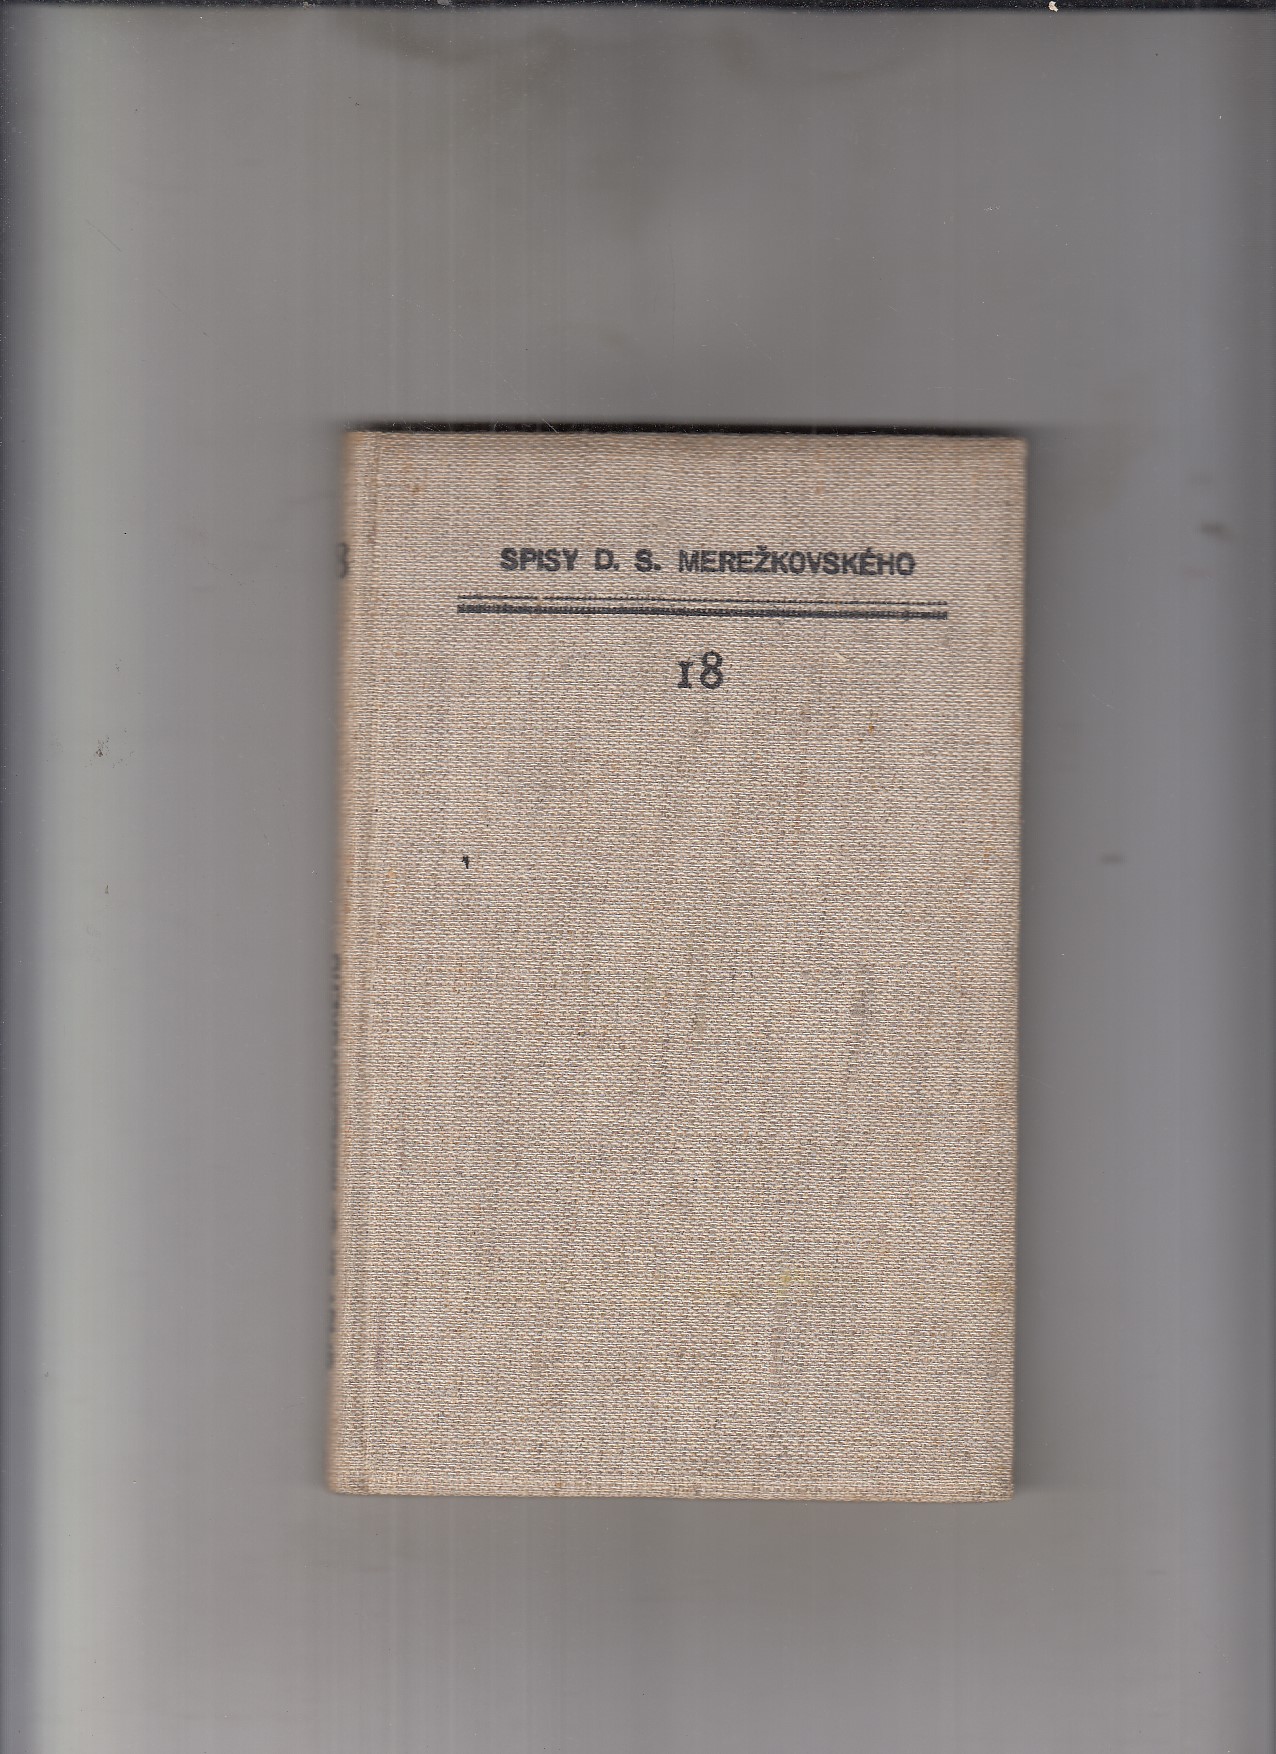 SPISY D. S. MEREŽKOVSKÉHO
18